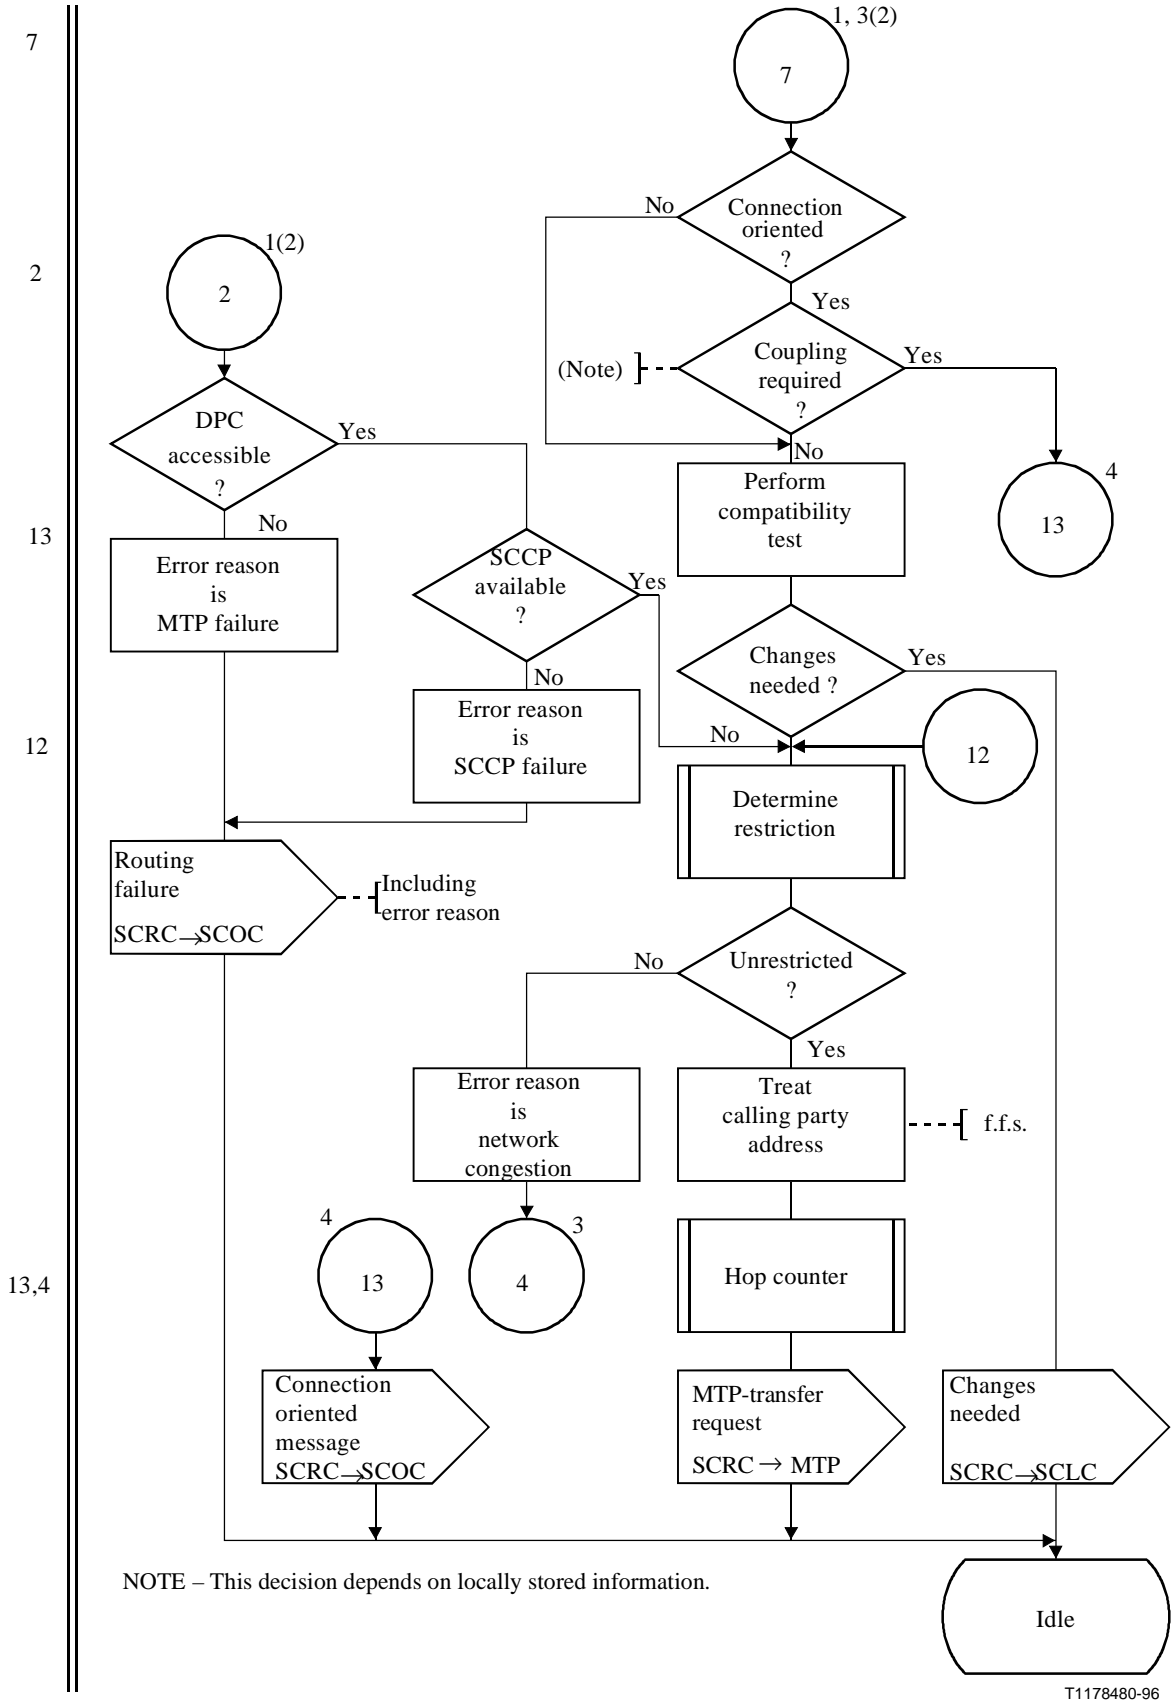 7
1, 3(2)
7
No
Connection
oriented
?
1(2)
2
2
Yes
(Note)
Coupling
required
?
Yes
DPC
accessible
?
Yes
No
No
Perform
compatibility
test
4
13
13
Error reason
is
MTP failure
SCCP
available
?
Yes
Changes
needed ?
Yes
No
Error reason
is
SCCP failure
12
No
12
Determine
restriction
Routing
failure
SCRC→SCOC
Including
error reason
No
Unrestricted
?
Yes
Error reason
is
network
congestion
Treat
calling party
address
f.f.s.
4
3
13,4
13
4
Hop counter
Connection
oriented
message
SCRC→SCOC
MTP-transfer
request
SCRC → MTP
Changes
needed
SCRC→SCLC
NOTE – This decision depends on locally stored information.
Idle
T1178480-96